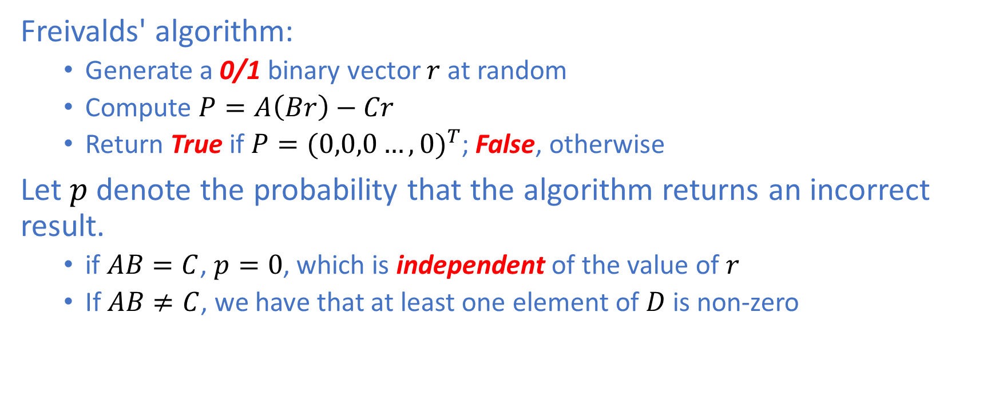 Freivalds' algorithm:
• Generate a 0/1 binary vector r at random
• Compute P = A(Br) − Cr
• Return True if P = (0,0,0 … , 0)ᵀ; False, otherwise
Let p denote the probability that the algorithm returns an incorrect
result.
• if AB = C, p = 0, which is independent of the value of r
• If AB ≠ C, we have that at least one element of D is non-zero